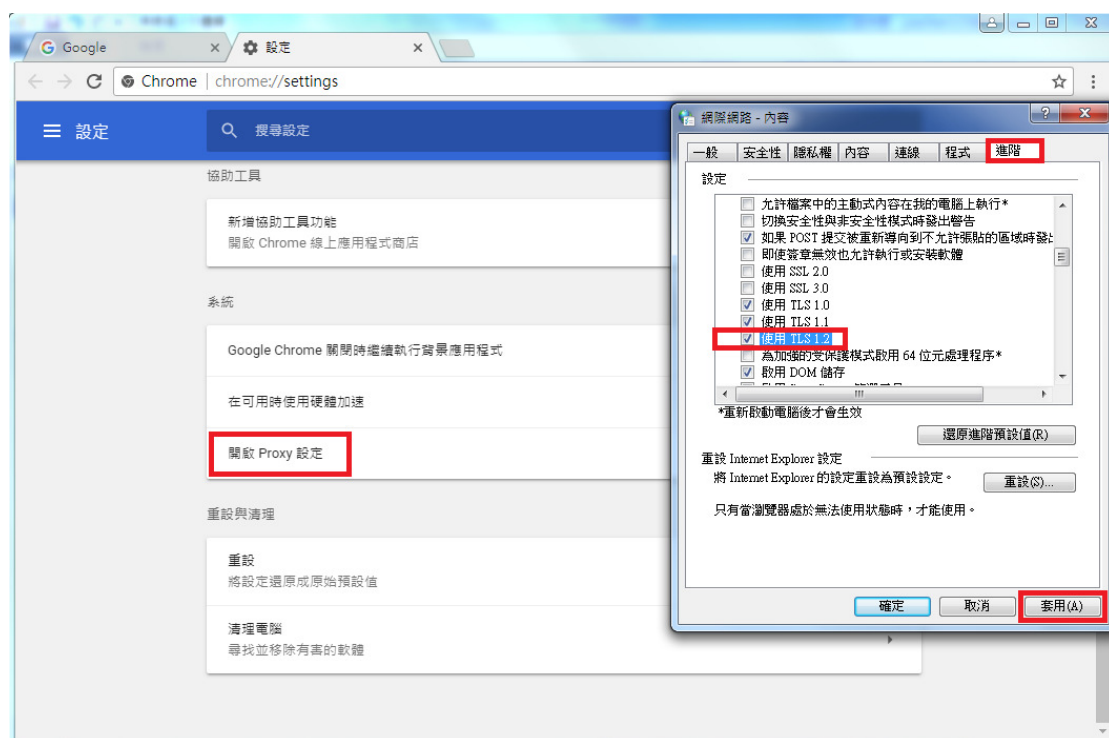 Google
設定
Chrome
chrome://settings
設定
搜尋設定
協助工具
新增協助工具功能
開啟 Chrome 線上應用程式商店
系統
Google Chrome 關閉時繼續執行背景應用程式
在可用時使用硬體加速
開啟 Proxy 設定
重設與清理
重設
將設定還原成原始預設值
清理電腦
尋找並移除有害的軟體
網際網路 - 內容
一般 安全性 隱私權 內容 連線 程式 進階
設定
允許檔案中的主動式內容在我的電腦上執行*
切換安全性與非安全性模式時發出警告
如果 POST 提交被重新導向到不允許張貼的區域時發
即使簽章無效也允許執行或安裝軟體
使用 SSL 2.0
使用 SSL 3.0
使用 TLS 1.0
使用 TLS 1.1
使用 TLS 1.2
為加強的受保護模式啟用 64 位元處理程序*
啟用 DOM 儲存
*重新啟動電腦後才會生效
還原進階預設值(R)
重設 Internet Explorer 設定
將 Internet Explorer 的設定重設為預設設定。
重設(S)...
只有當瀏覽器處於無法使用狀態時，才能使用。
確定 取消 套用(A)